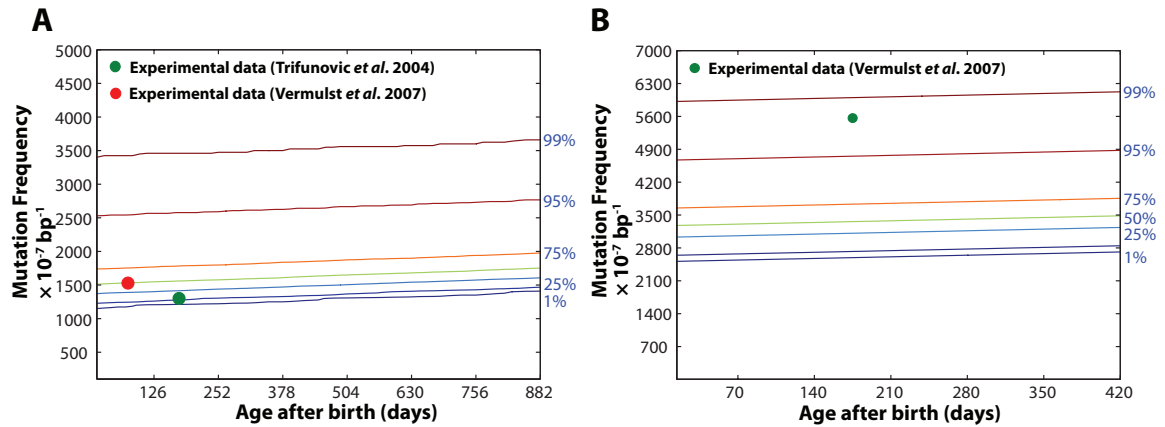 A
Mutation Frequency
× 10⁻⁷ bp⁻¹
5000
4500
4000
3500
3000
2500
2000
1500
1000
500
Experimental data (Trifunovic et al. 2004)
Experimental data (Vermulst et al. 2007)
99%
95%
75%
25%
1%
126 252 378 504 630 756 882
Age after birth (days)
B
Mutation Frequency
× 10⁻⁷ bp⁻¹
7000
6300
5600
4900
4200
3500
2800
2100
1400
700
Experimental data (Vermulst et al. 2007)
99%
95%
75%
50%
25%
1%
70 140 210 280 350 420
Age after birth (days)